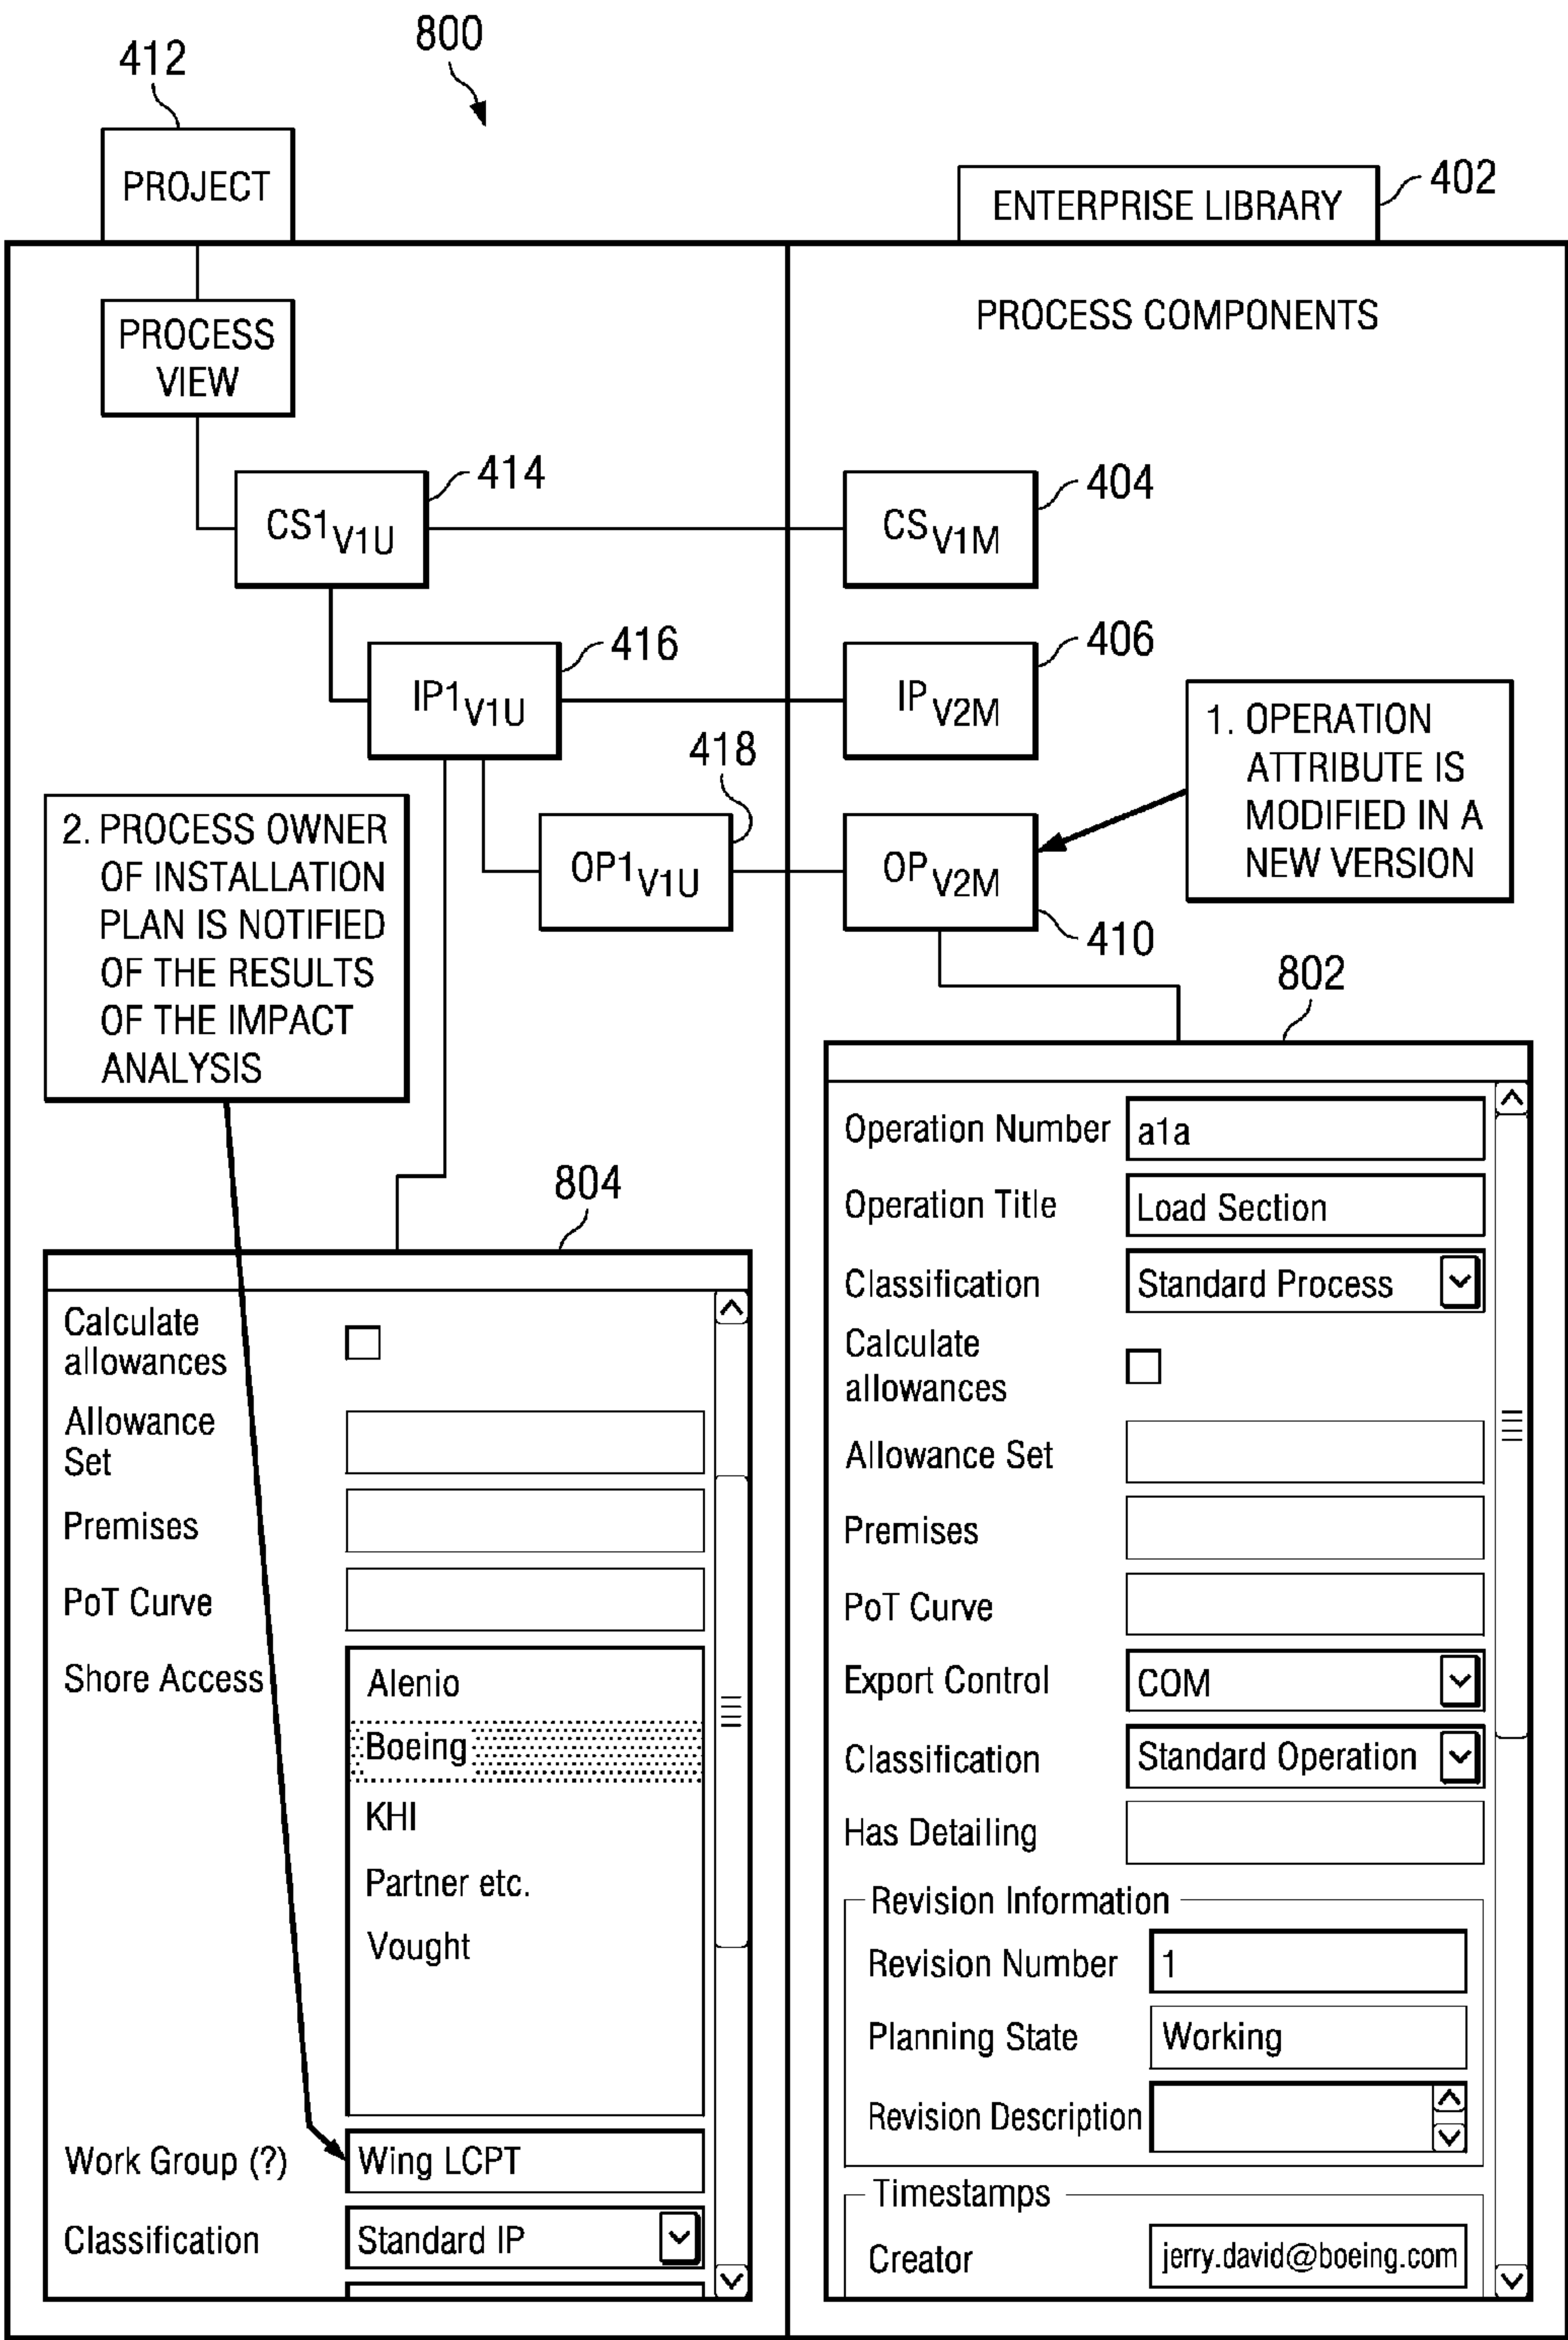 800
412
PROJECT
ENTERPRISE LIBRARY
402
PROCESS
VIEW
PROCESS COMPONENTS
414
CS1V1U
404
CSV1M
416
IP1V1U
406
IPV2M
1. OPERATION
ATTRIBUTE IS
MODIFIED IN A
NEW VERSION
418
OP1V1U
OPV2M
410
2. PROCESS OWNER
OF INSTALLATION
PLAN IS NOTIFIED
OF THE RESULTS
OF THE IMPACT
ANALYSIS
804
Calculate
allowances
Allowance
Set
Premises
PoT Curve
Shore Access
Alenio
Boeing
KHI
Partner etc.
Vought
Work Group (?)
Wing LCPT
Classification
Standard IP
802
Operation Number
a1a
Operation Title
Load Section
Classification
Standard Process
Calculate
allowances
Allowance Set
Premises
PoT Curve
Export Control
COM
Classification
Standard Operation
Has Detailing
Revision Information
Revision Number
1
Planning State
Working
Revision Description
Timestamps
Creator
jerry.david@boeing.com